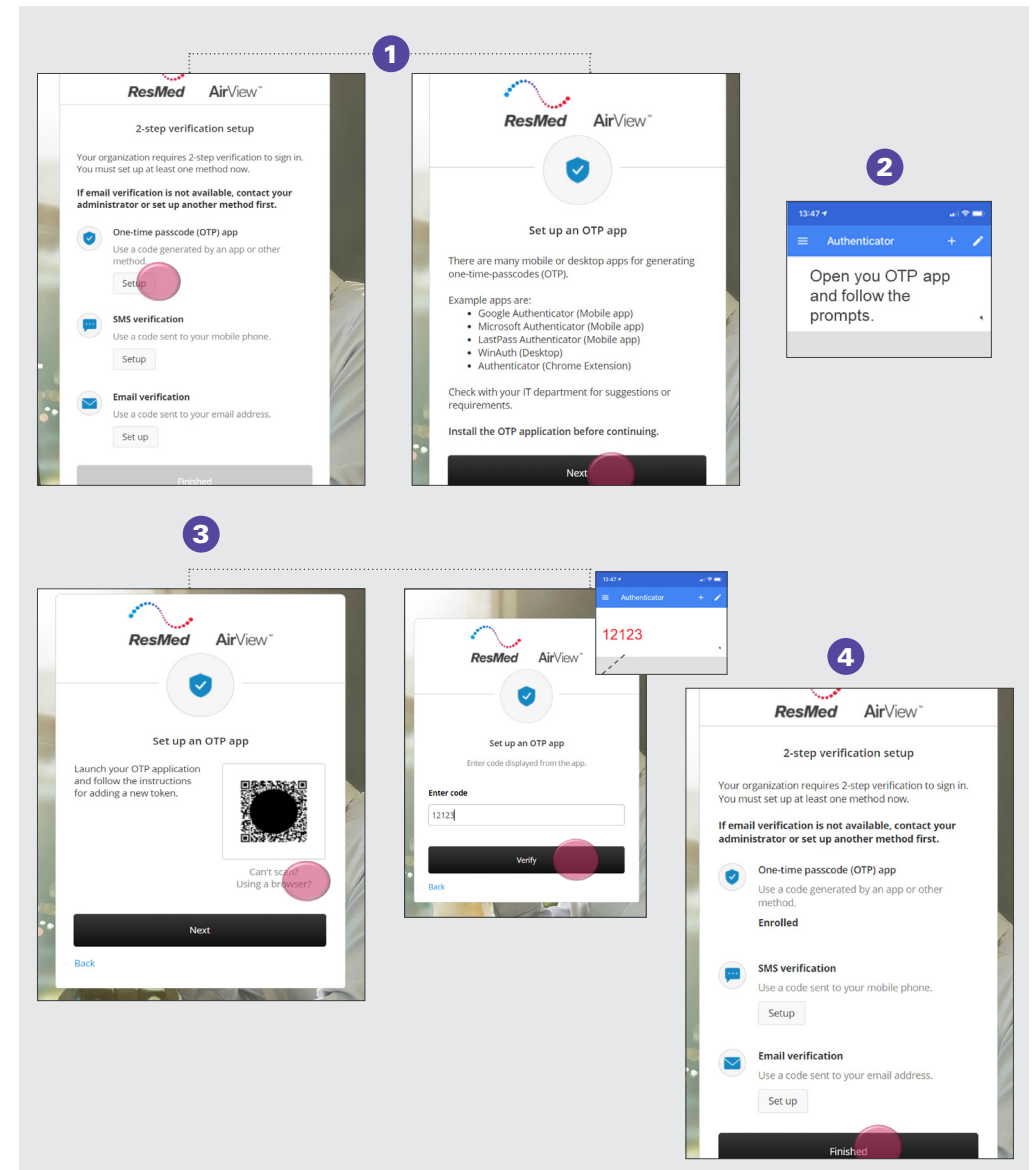 1
ResMed AirView™
2-step verification setup
Your organization requires 2-step verification to sign in.
You must set up at least one method now.
If email verification is not available, contact your
administrator or set up another method first.
One-time passcode (OTP) app
Use a code generated by an app or other
method.
Setup
SMS verification
Use a code sent to your mobile phone.
Setup
Email verification
Use a code sent to your email address.
Set up
Finished
ResMed AirView™
Set up an OTP app
There are many mobile or desktop apps for generating
one-time-passcodes (OTP).
Example apps are:
• Google Authenticator (Mobile app)
• Microsoft Authenticator (Mobile app)
• LastPass Authenticator (Mobile app)
• WinAuth (Desktop)
• Authenticator (Chrome Extension)
Check with your IT department for suggestions or
requirements.
Install the OTP application before continuing.
Next
2
13:47
Authenticator
Open you OTP app
and follow the
prompts.
3
ResMed AirView™
Set up an OTP app
Launch your OTP application
and follow the instructions
for adding a new token.
Can't scan?
Using a browser?
Next
Back
13:47
Authenticator
12123
ResMed AirView™
Set up an OTP app
Enter code displayed from the app.
Enter code
12123
Verify
Back
4
ResMed AirView™
2-step verification setup
Your organization requires 2-step verification to sign in.
You must set up at least one method now.
If email verification is not available, contact your
administrator or set up another method first.
One-time passcode (OTP) app
Use a code generated by an app or other
method.
Enrolled
SMS verification
Use a code sent to your mobile phone.
Setup
Email verification
Use a code sent to your email address.
Set up
Finished